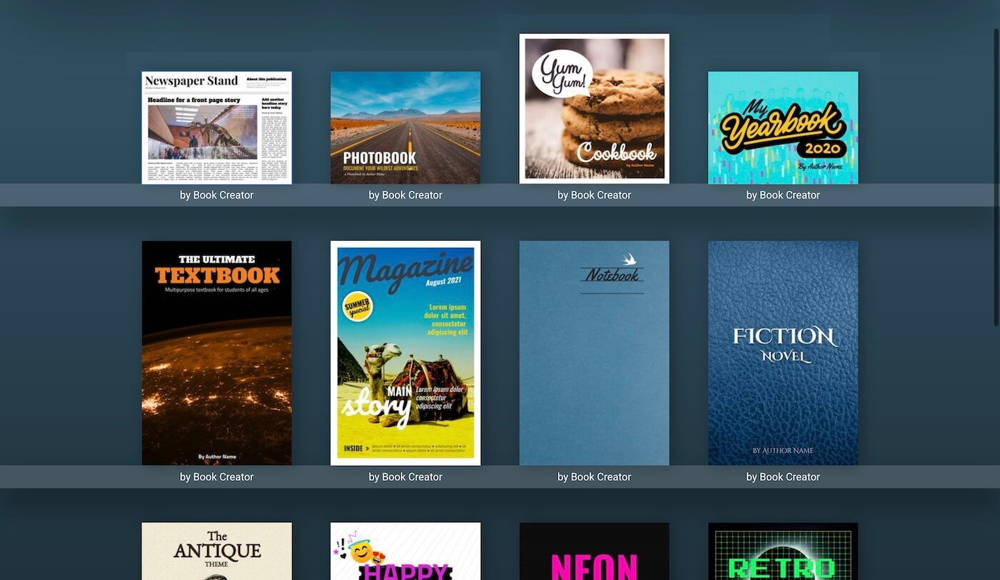 Newspaper Stand
About this publication
Headline for a front page story
Add another
headline story
here today
PHOTOBOOK
DOCUMENT YOUR WILDEST ADVENTURES
A Photobook by Author Name
Yum
Yum!
Cookbook
by Author Name
My
Yearbook
2020
By Author Name
by Book Creator
by Book Creator
by Book Creator
by Book Creator
THE ULTIMATE
TEXTBOOK
Multipurpose textbook for students of all ages
By Author Name
Magazine
August 2021
SUMMER
special
Lorem ipsum
dolor sit amet,
consectetur
adipiscing elit
MAIN
story
Lorem ipsum dolor
consectetur
adipiscing elit
INSIDE »
ipsum dolor • sit amet consectetur • adipiscing elit • sit
amet consectetur • ipsum dolor • sit amet consectetur
Notebook
FICTION
NOVEL
BY AUTHOR NAME
by Book Creator
by Book Creator
by Book Creator
by Book Creator
The
ANTIQUE
THEME
HAPPY
NEON
RETRO